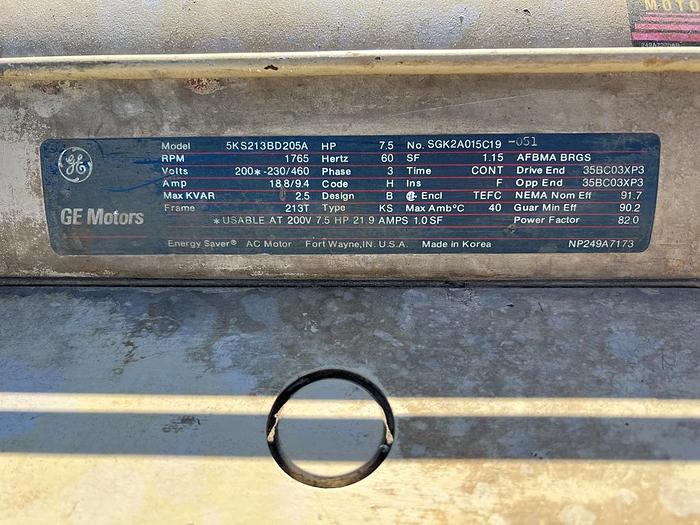 MOTO
249A7200AB
Model 5KS213BD205A HP 7.5 No. SGK2A015C19 -051
RPM 1765 Hertz 60 SF 1.15 AFBMA BRGS
Volts 200*-230/460 Phase 3 Time CONT Drive End 35BC03XP3
Amp 18.8/9.4 Code H Ins F Opp End 35BC03XP3
Max KVAR 2.5 Design B Encl TEFC NEMA Nom Eff 91.7
Frame 213T Type KS Max Amb°C 40 Guar Min Eff 90.2
GE Motors
*USABLE AT 200V 7.5 HP 21.9 AMPS 1.0 SF Power Factor 82.0
Energy Saver® AC Motor Fort Wayne, IN. U.S.A. Made in Korea NP249A7173